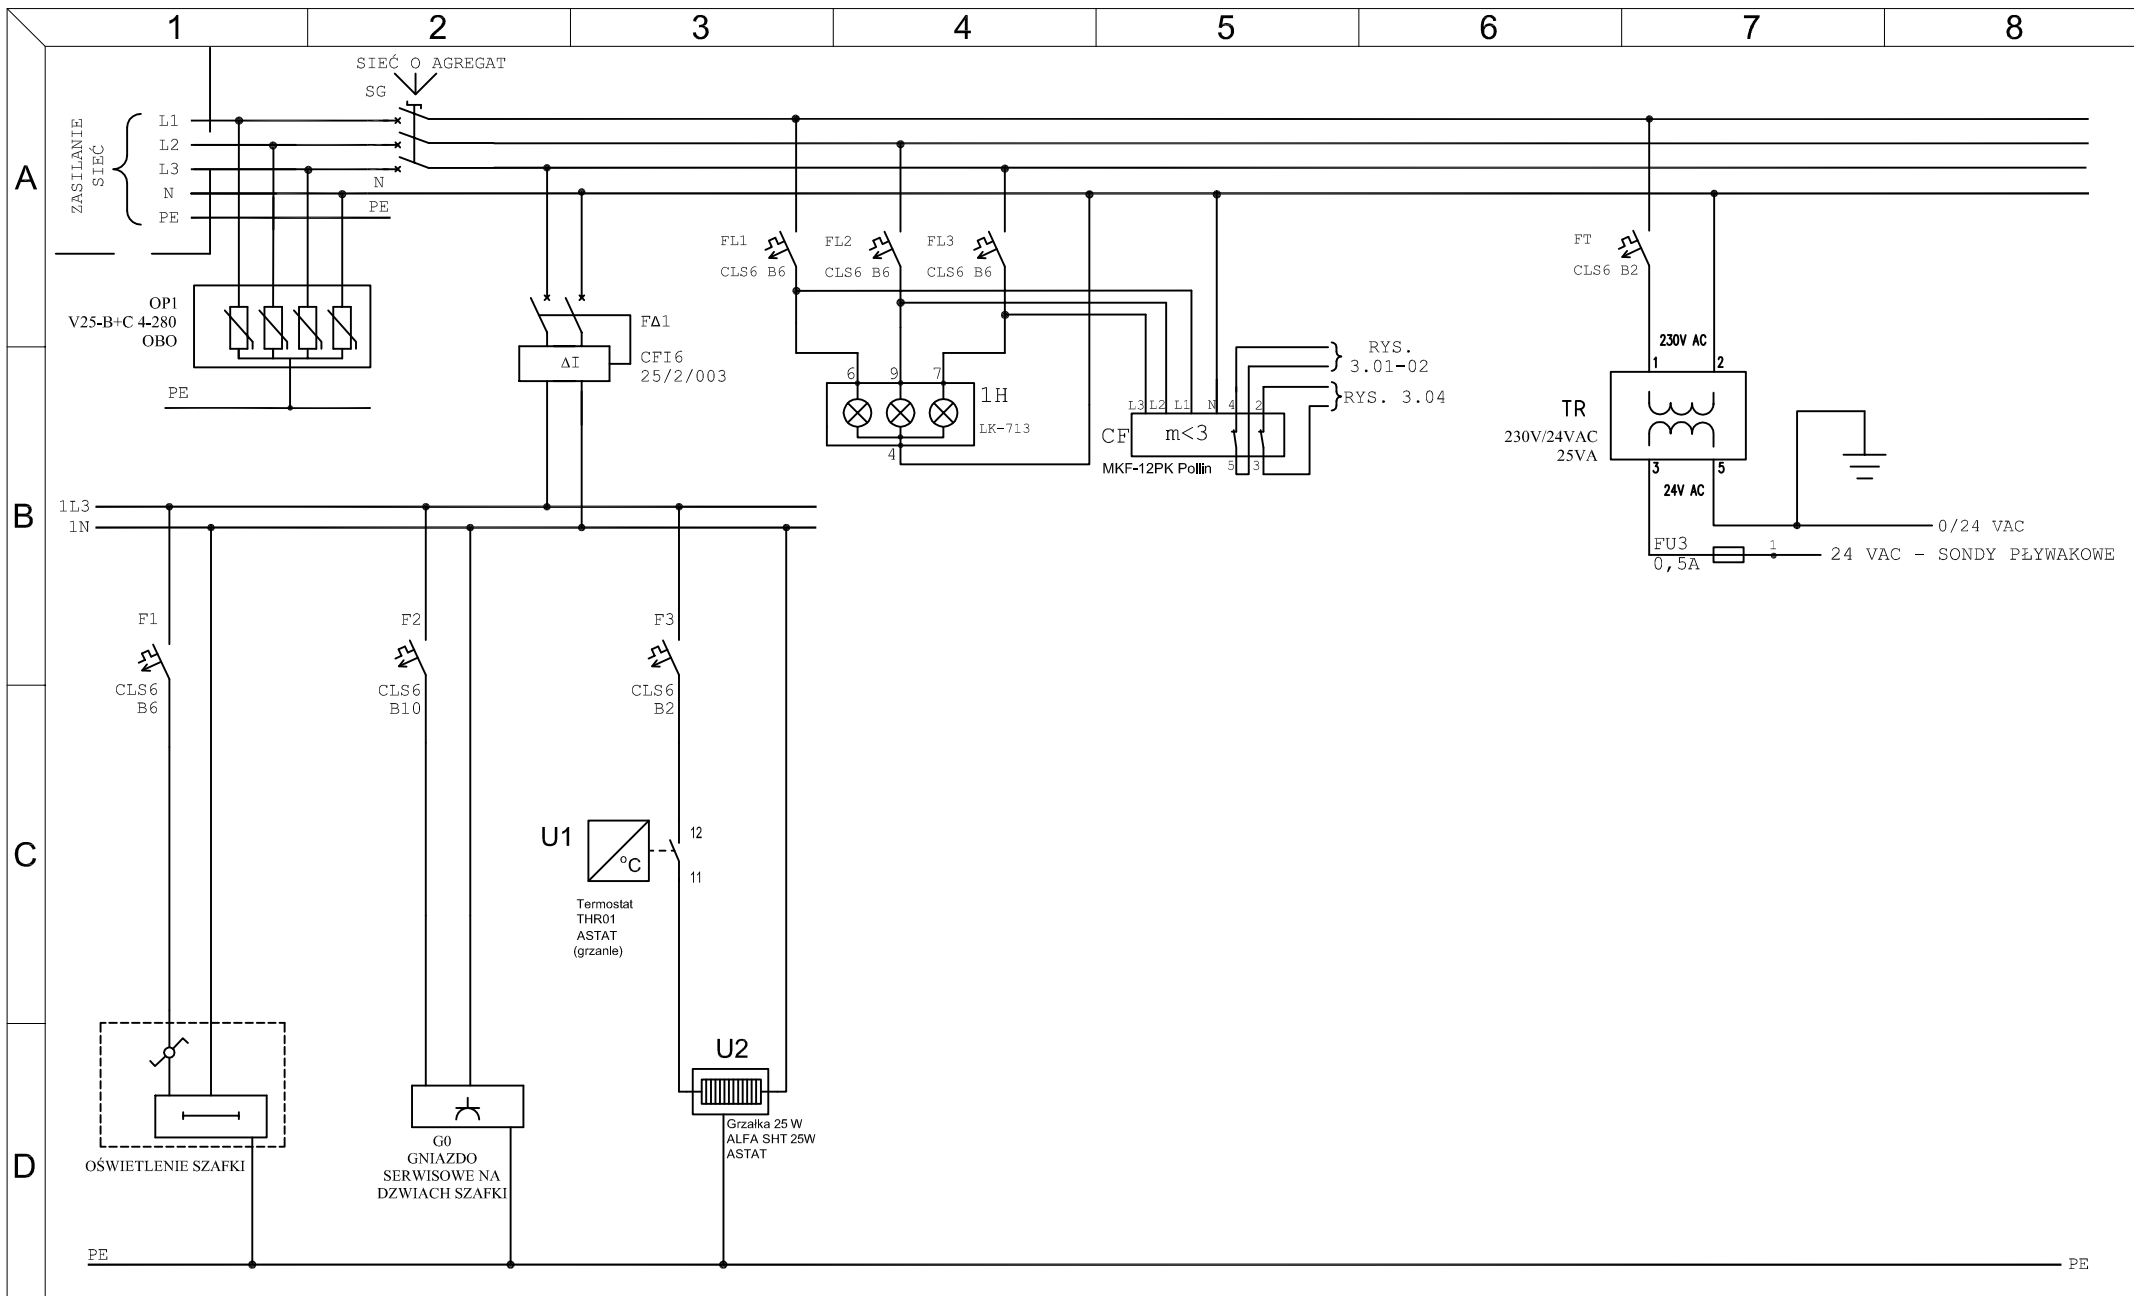 1 2 3 4 5 6 7 8
A
B
C
D
SIEĆ O AGREGAT
SG
ZASILANIE
SIEĆ
L1
L2
L3
N
PE
N
PE
OP1
V25-B+C 4-280
OBO
PE
FΔ1
ΔI
CFI6
25/2/003
FL1
CLS6 B6
FL2
CLS6 B6
FL3
CLS6 B6
6 9 7
1H
LK-713
4
L3 L2 L1 N 4 2
CF
m<3
MKF-12PK Pollin
5 3
RYS.
3.01-02
RYS. 3.04
FT
CLS6 B2
230V AC
1 2
TR
230V/24VAC
25VA
3 5
24V AC
0/24 VAC
FU3
0,5A
1
24 VAC - SONDY PŁYWAKOWE
1L3
1N
F1
CLS6
B6
F2
CLS6
B10
F3
CLS6
B2
U1
°C
12
11
Termostat
THR01
ASTAT
(grzanie)
OŚWIETLENIE SZAFKI
G0
GNIAZDO
SERWISOWE NA
DZWIACH SZAFKI
U2
Grzałka 25 W
ALFA SHT 25W
ASTAT
PE
PE